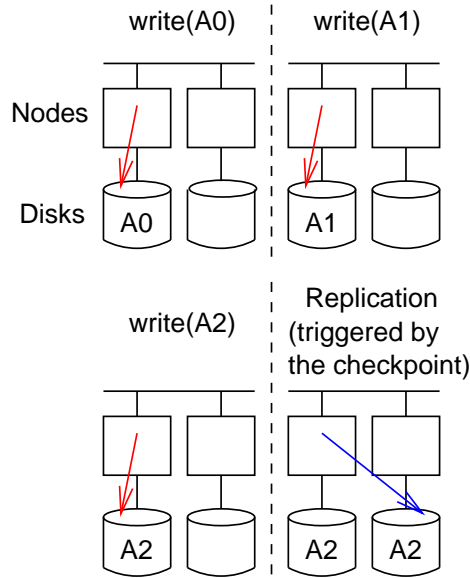 write(A0)
write(A1)
Nodes
Disks
A0
A1
write(A2)
Replication
(triggered by
the checkpoint)
A2
A2
A2